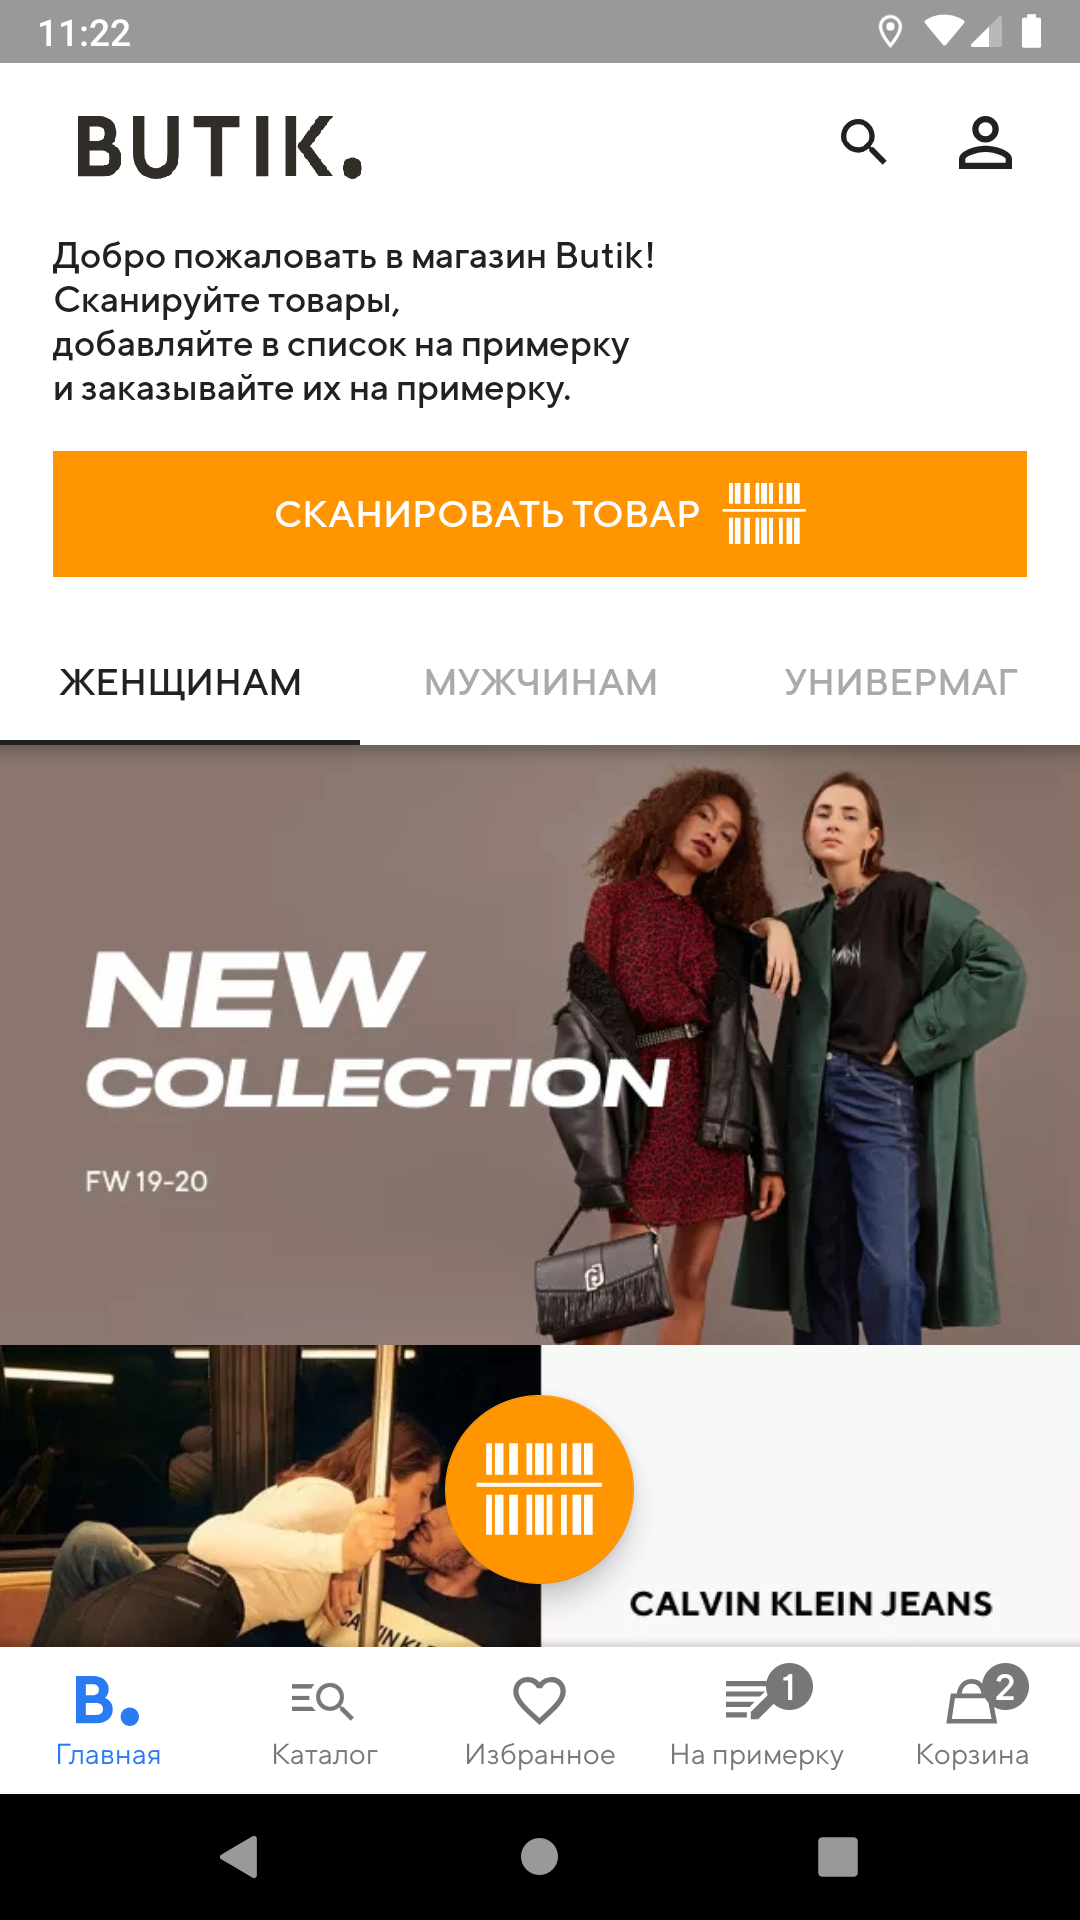 11:22
BUTIK.
Добро пожаловать в магазин Butik!
Сканируйте товары,
добавляйте в список на примерку
и заказывайте их на примерку.
СКАНИРОВАТЬ ТОВАР
ЖЕНЩИНАМ МУЖЧИНАМ УНИВЕРМАГ
NEW
COLLECTION
FW 19-20
CALVIN KLEIN JEANS
B. 1 2
Главная Каталог Избранное На примерку Корзина